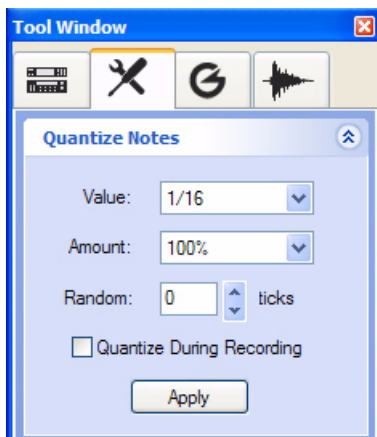 Tool Window
Quantize Notes
Value: 1/16
Amount: 100%
Random: 0 ticks
Quantize During Recording
Apply